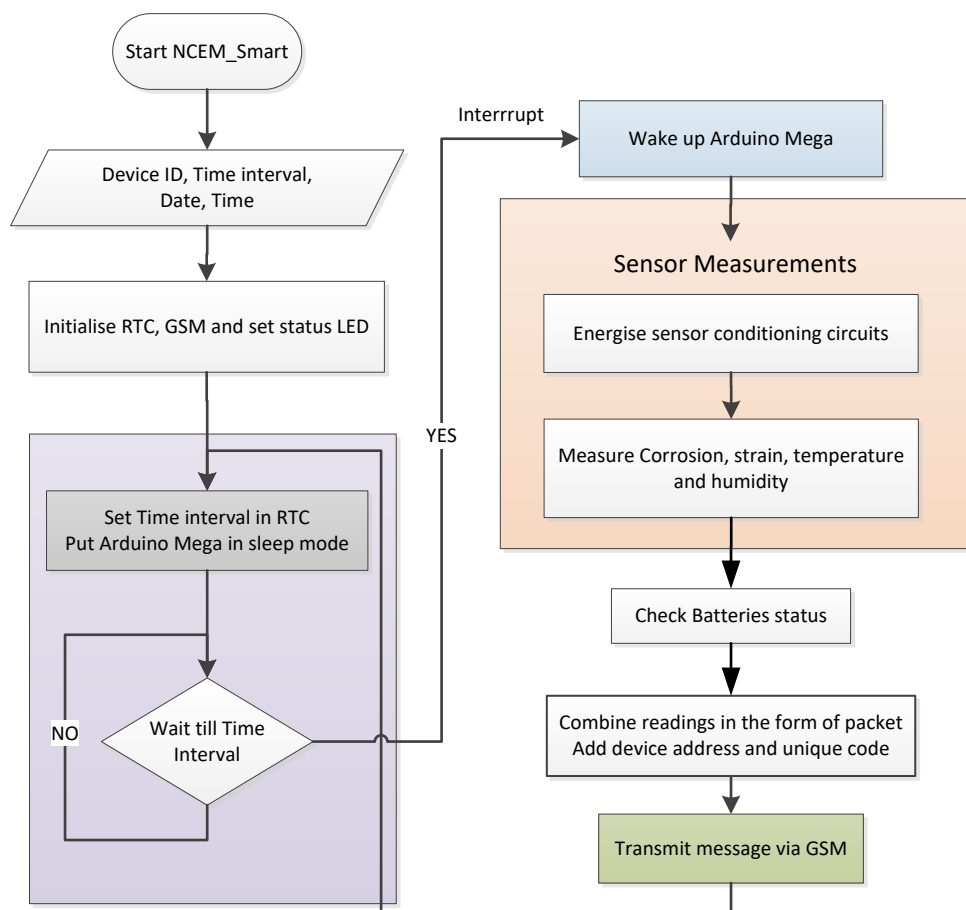 Start NCEM_Smart
Device ID, Time interval,
Date, Time
Initialise RTC, GSM and set status LED
Set Time interval in RTC
Put Arduino Mega in sleep mode
Wait till Time
Interval
NO
YES
Interrrupt
Wake up Arduino Mega
Sensor Measurements
Energise sensor conditioning circuits
Measure Corrosion, strain, temperature
and humidity
Check Batteries status
Combine readings in the form of packet
Add device address and unique code
Transmit message via GSM